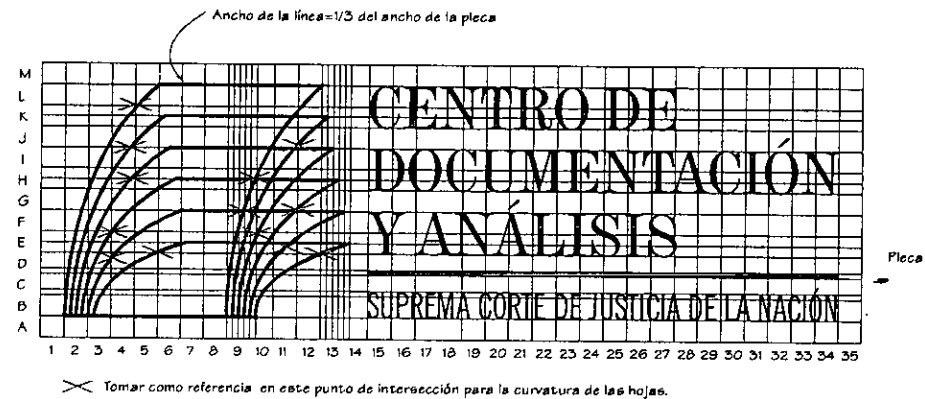 Ancho de la línea=1/3 del ancho de la pleca
M
L
K
J
I
H
G
F
E
D
C
B
A
CENTRO DE
DOCUMENTACIÓN
Y ANÁLISIS
Pleca
SUPREMA CORTE DE JUSTICIA DE LA NACIÓN
1 2 3 4 5 6 7 8 9 10 11 12 13 14 15 16 17 18 19 20 21 22 23 24 25 26 27 28 29 30 31 32 33 34 35
Tomar como referencia en este punto de intersección para la curvatura de las hojas.